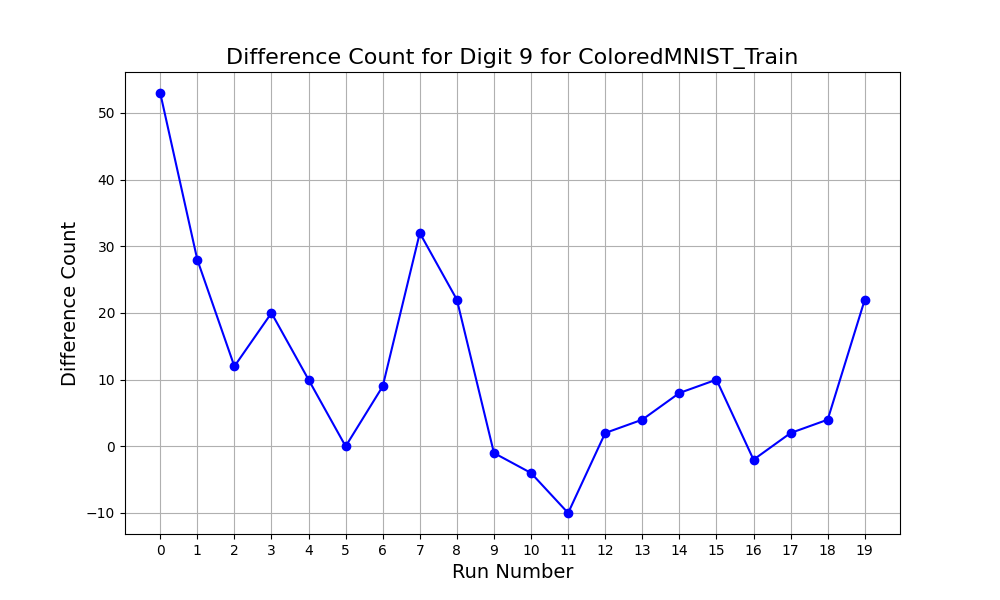 Difference Count for Digit 9 for ColoredMNIST_Train
Difference Count
50
40
30
20
10
0
−10
0 1 2 3 4 5 6 7 8 9 10 11 12 13 14 15 16 17 18 19
Run Number